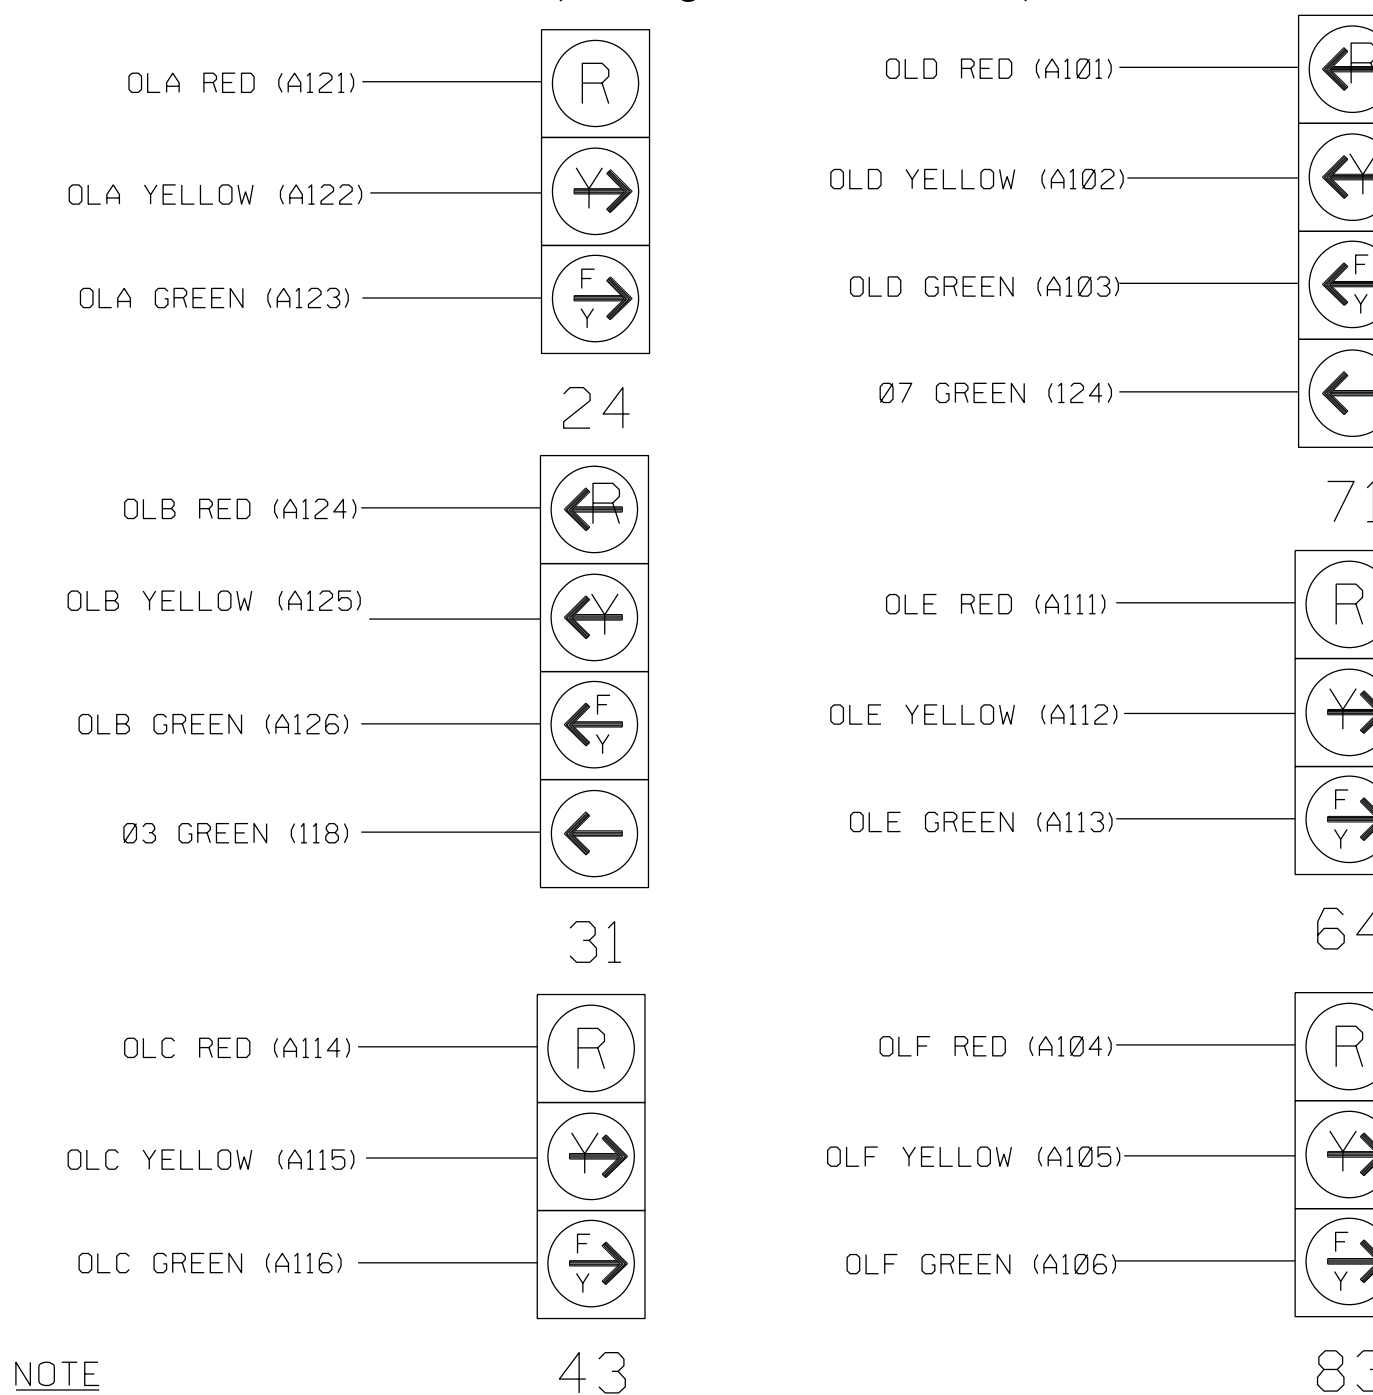 OLA RED (A121)
R
OLA YELLOW (A122)
Y
OLA GREEN (A123)
F
Y
24
OLB RED (A124)
R
OLB YELLOW (A125)
Y
OLB GREEN (A126)
F
Y
Ø3 GREEN (118)
31
OLC RED (A114)
R
OLC YELLOW (A115)
Y
OLC GREEN (A116)
F
Y
43
NOTE
OLD RED (A1Ø1)
R
OLD YELLOW (A1Ø2)
Y
OLD GREEN (A1Ø3)
F
Y
Ø7 GREEN (124)
71
OLE RED (A111)
R
OLE YELLOW (A112)
Y
OLE GREEN (A113)
F
Y
64
OLF RED (A1Ø4)
R
OLF YELLOW (A1Ø5)
Y
OLF GREEN (A1Ø6)
F
Y
83